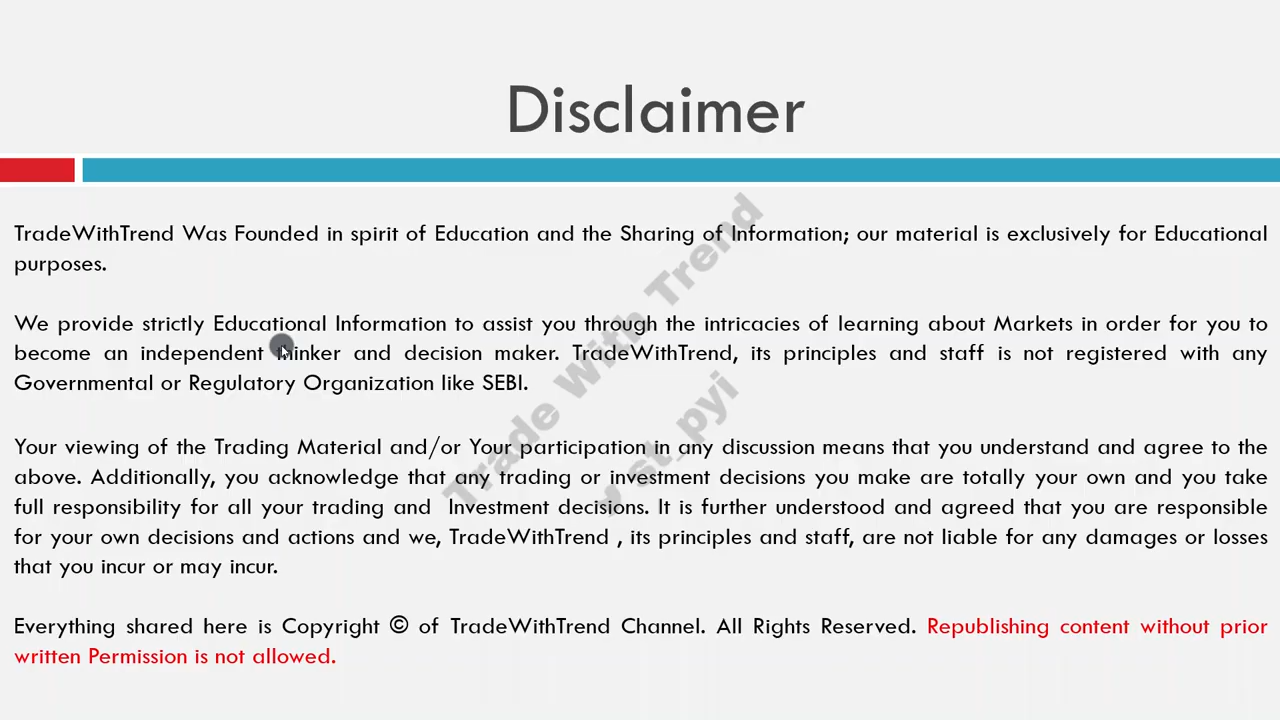 Disclaimer
TradeWithTrend Was Founded in spirit of Education and the Sharing of Information; our material is exclusively for Educational
purposes.
We provide strictly Educational Information to assist you through the intricacies of learning about Markets in order for you to
become an independent thinker and decision maker. TradeWithTrend, its principles and staff is not registered with any
Governmental or Regulatory Organization like SEBI.
Your viewing of the Trading Material and/or Your participation in any discussion means that you understand and agree to the
above. Additionally, you acknowledge that any trading or investment decisions you make are totally your own and you take
full responsibility for all your trading and Investment decisions. It is further understood and agreed that you are responsible
for your own decisions and actions and we, TradeWithTrend , its principles and staff, are not liable for any damages or losses
that you incur or may incur.
Everything shared here is Copyright © of TradeWithTrend Channel. All Rights Reserved. Republishing content without prior
written Permission is not allowed.
Trade With Trend